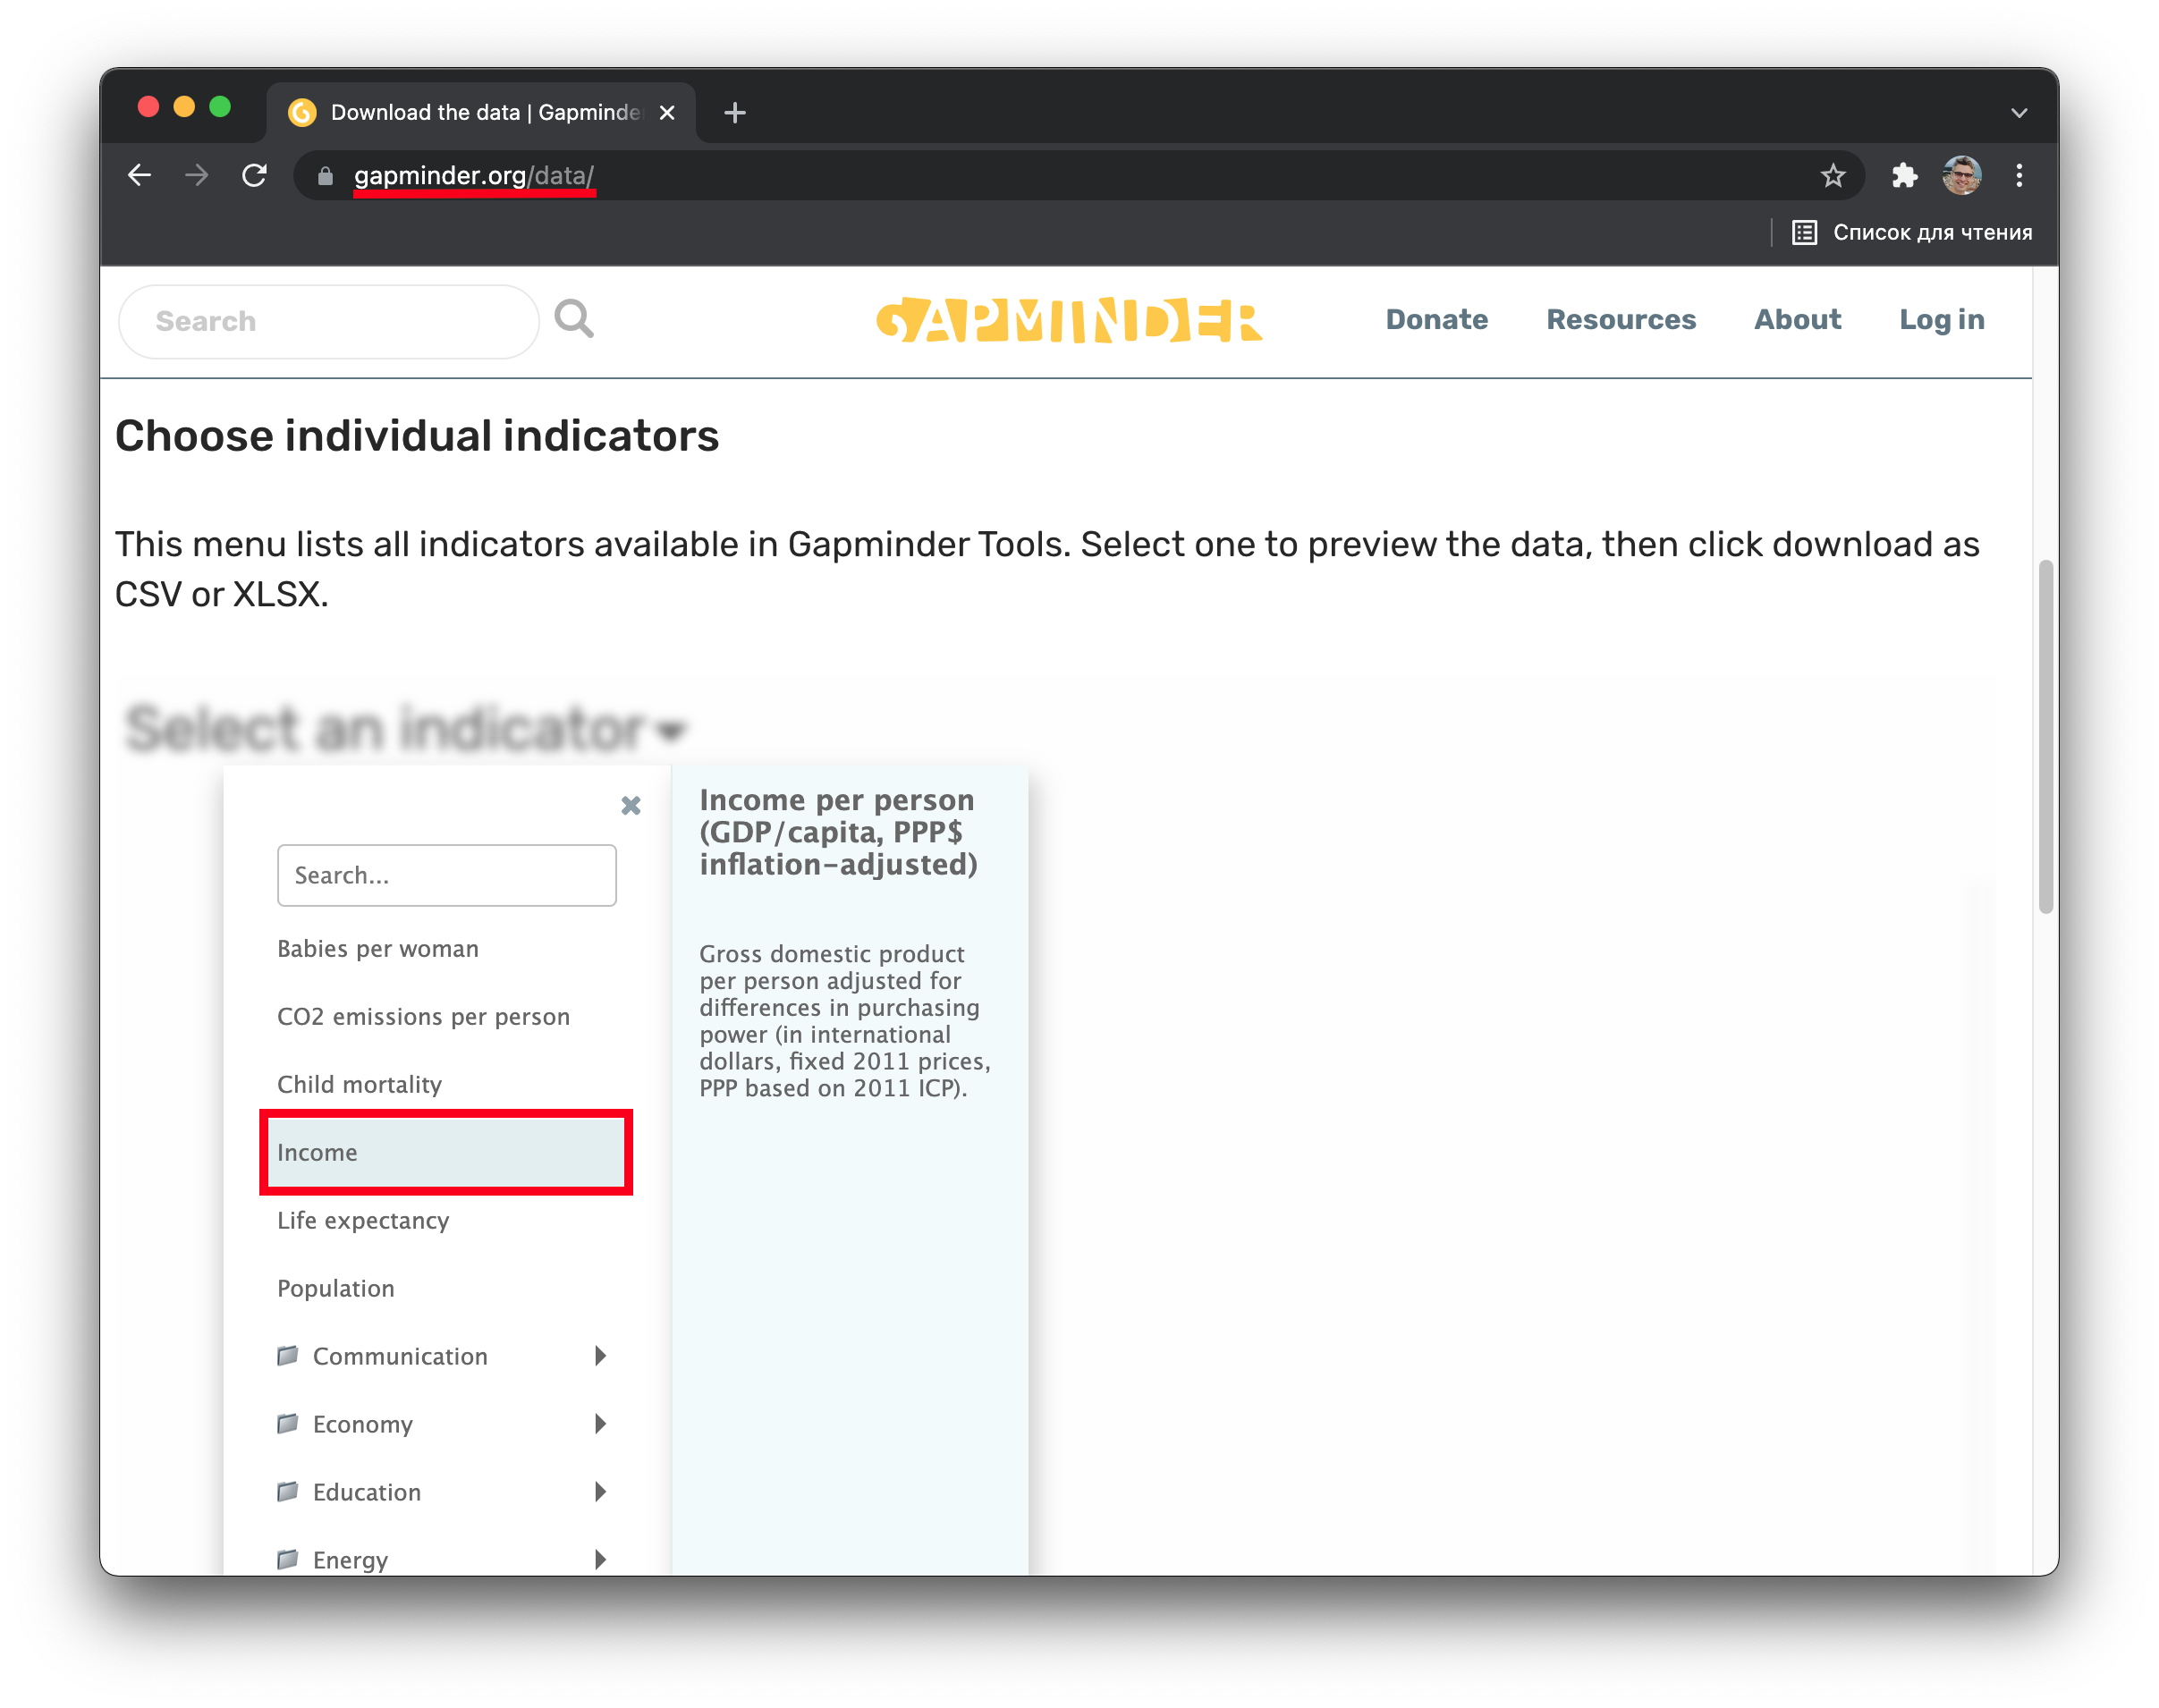 Download the data | Gapminder
gapminder.org/data/
Список для чтения
Search
GAPMINDER
Donate
Resources
About
Log in
Choose individual indicators
This menu lists all indicators available in Gapminder Tools. Select one to preview the data, then click download as
CSV or XLSX.
Select an indicator
Search...
Babies per woman
CO2 emissions per person
Child mortality
Income
Life expectancy
Population
Communication
Economy
Education
Energy
Income per person
(GDP/capita, PPP$
inflation-adjusted)
Gross domestic product
per person adjusted for
differences in purchasing
power (in international
dollars, fixed 2011 prices,
PPP based on 2011 ICP).